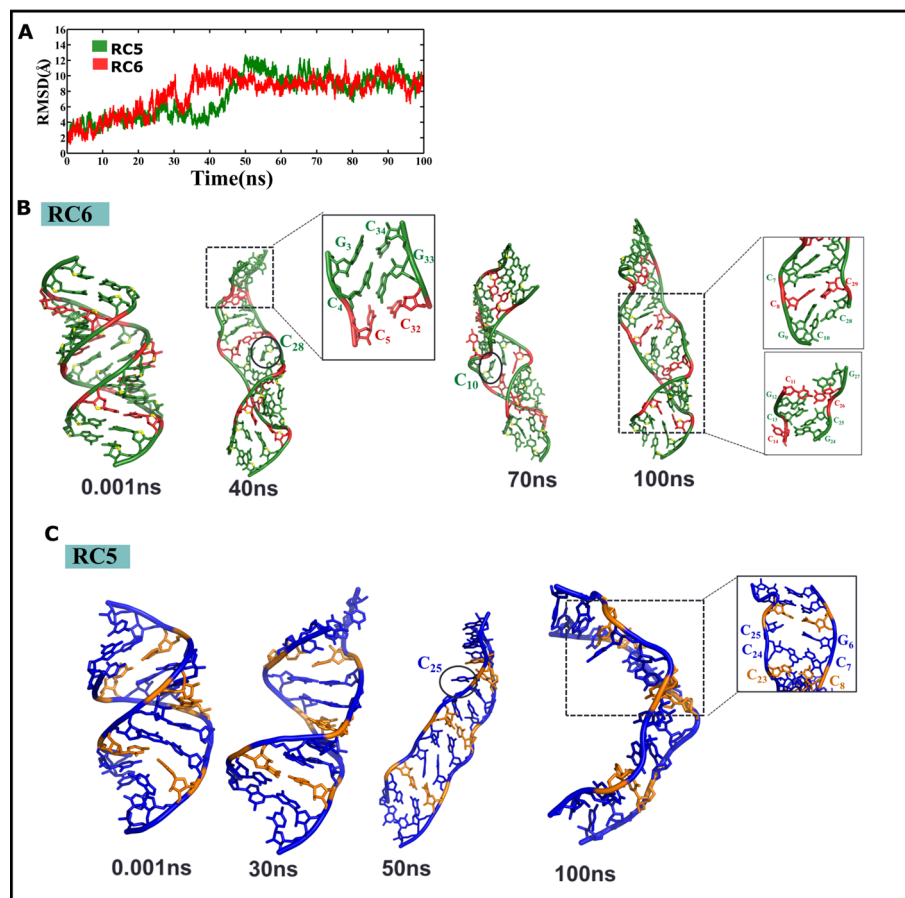 A
RMSD(Å)
16
14
12
10
8
6
4
2
0
RC5
RC6
0 10 20 30 40 50 60 70 80 90 100
Time(ns)
B
RC6
G3
C34
G33
C4
C5
C32
C28
C10
C7
C29
C8
C28
G9
C10
C11
G27
G12
C26
C13
C25
C14
G24
0.001ns
40ns
70ns
100ns
C
RC5
C25
C25
G6
C24
C7
C23
C8
0.001ns
30ns
50ns
100ns